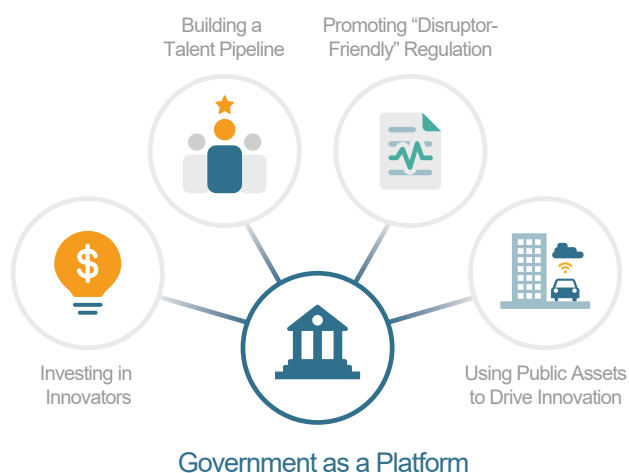 Building a
Talent Pipeline
Promoting “Disruptor-
Friendly” Regulation
$
Investing in
Innovators
Using Public Assets
to Drive Innovation
Government as a Platform